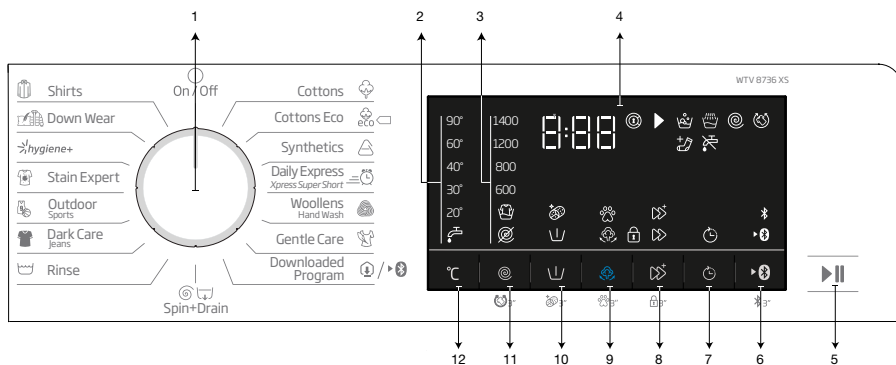 1
2
3
4
WTV 8736 XS
On / Off
Shirts
Down Wear
hygiene+
Stain Expert
Outdoor
Sports
Dark Care
Jeans
Rinse
Spin+Drain
Cottons
Cottons Eco
eco
Synthetics
Daily Express
Xpress Super Short
Woollens
Hand Wash
Gentle Care
Downloaded
Program
/
90°
60°
40°
30°
20°
1400
1200
800
600
8:88
°C
3"
3"
3"
3"
3"
12
11
10
9
8
7
6
5